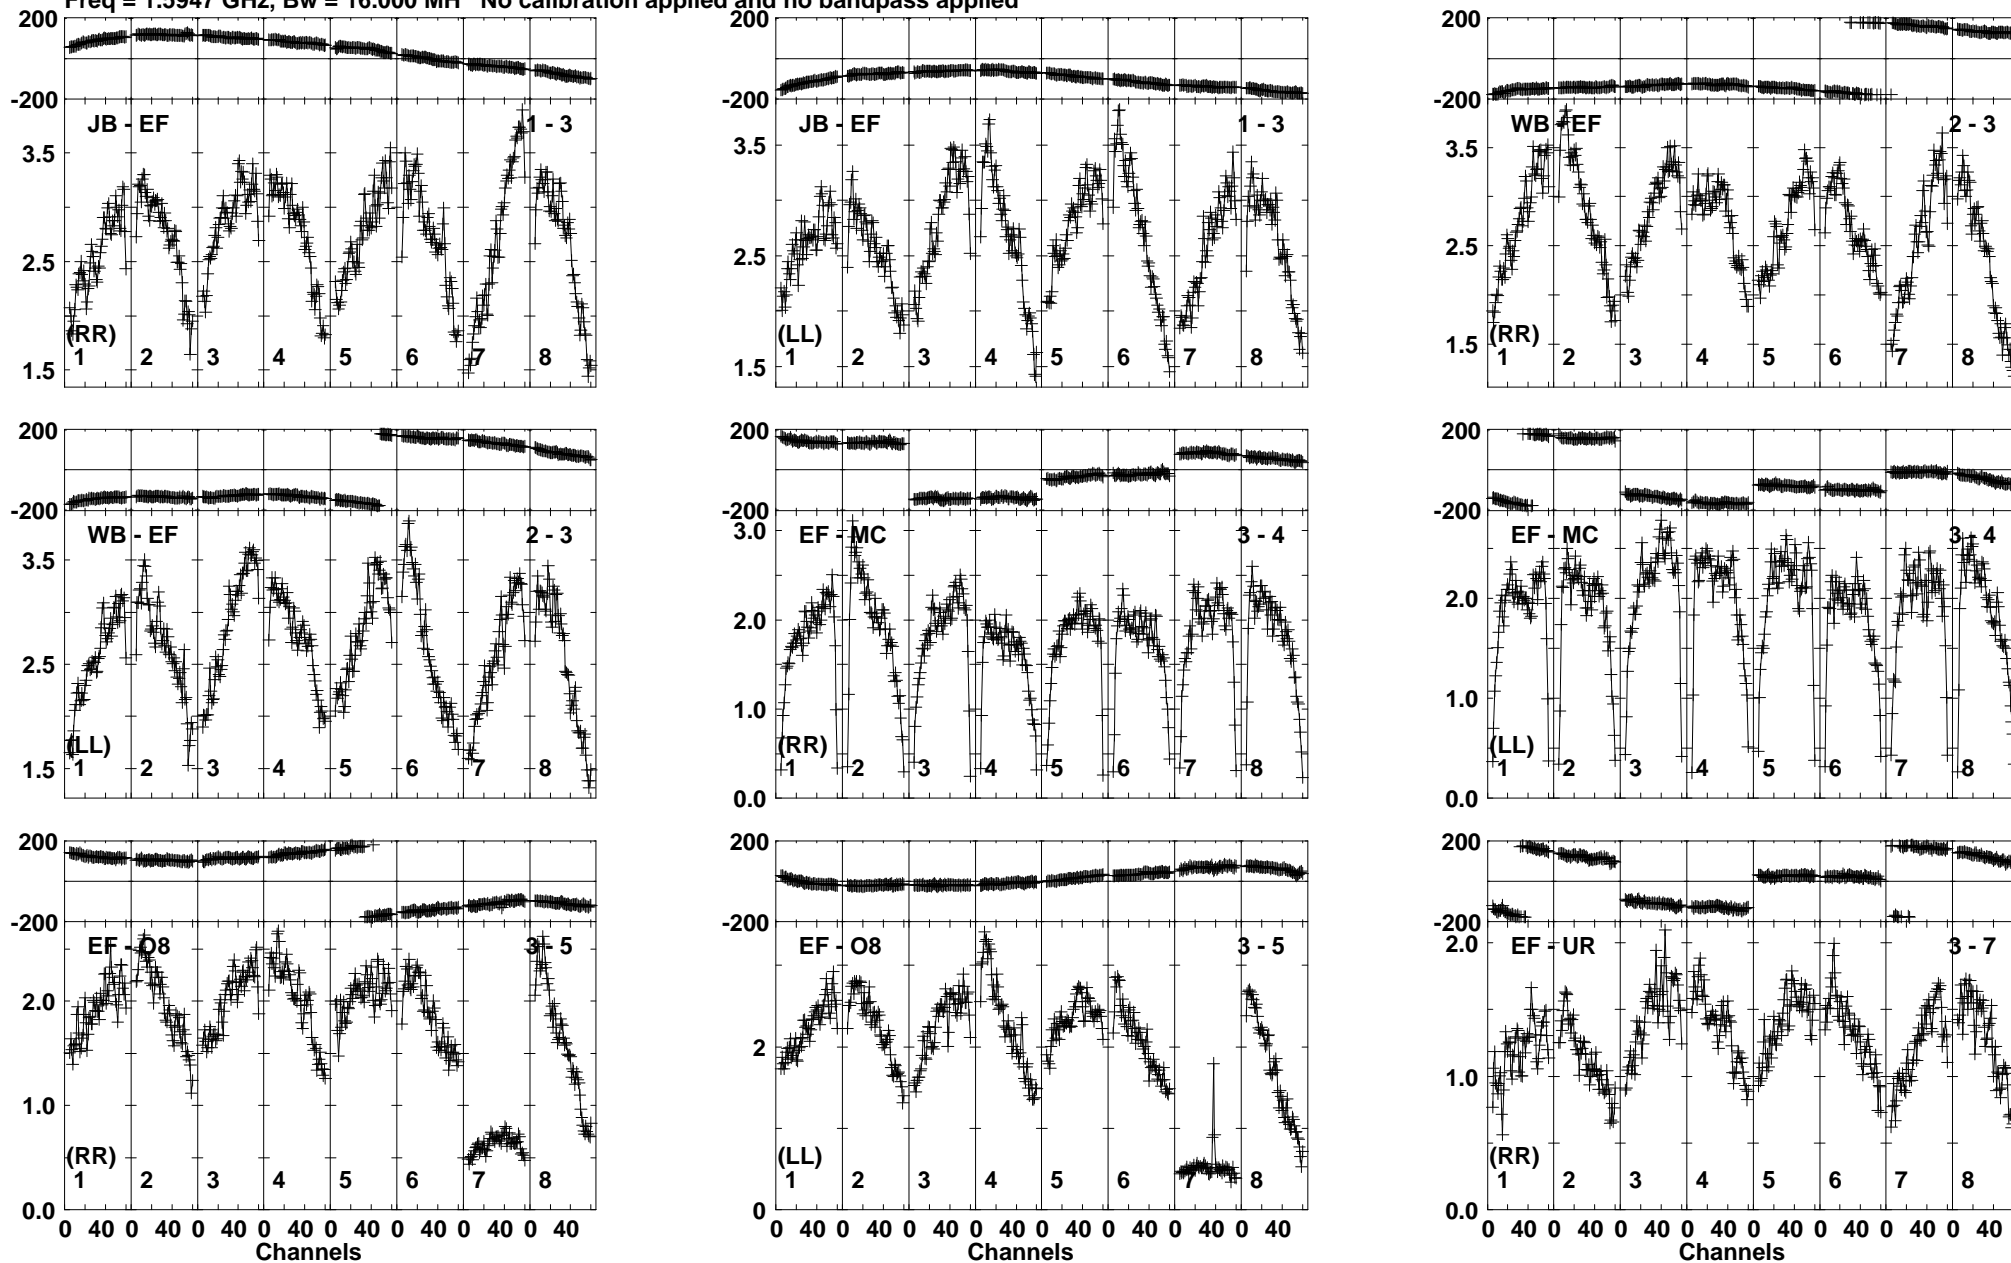 Freq = 1.5947 GHz, Bw = 16.000 MH No calibration applied and no bandpass applied
200 200 200
-200 -200 -200
JB - EF 1 - 3 JB - EF 1 - 3 WB - EF 2 - 3
3.5 3.5 3.5
2.5 2.5 2.5
1.5 1.5 1.5
(RR) (LL) (RR)
1 2 3 4 5 6 7 8 1 2 3 4 5 6 7 8 1 2 3 4 5 6 7 8
200 200 200
-200 -200 -200
WB - EF 2 - 3 EF - MC 3 - 4 EF - MC 3 - 4
3.5 3.0
2.5 2.0 2.0
1.5 1.0 1.0
0.0 0.0
(LL) (RR) (LL)
1 2 3 4 5 6 7 8 1 2 3 4 5 6 7 8 1 2 3 4 5 6 7 8
200 200 200
-200 -200 -200
EF - O8 3 - 5 EF - O8 3 - 5 EF - UR 3 - 7
2.0 2 2.0
1.0 1.0
(RR) (LL) (RR)
1 2 3 4 5 6 7 8 1 2 3 4 5 6 7 8 1 2 3 4 5 6 7 8
0.0 0 0.0
0 40 0 40 0 40 0 40 0 40 0 40 0 40 0 40 0 40 0 40 0 40 0 40 0 40 0 40 0 40 0 40 0 40 0 40 0 40 0 40 0 40 0 40 0 40 0 40
Channels Channels Channels